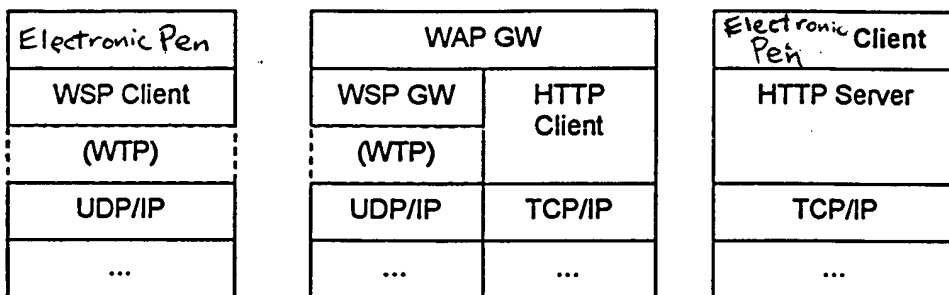 Electronic Pen
WSP Client
(WTP)
UDP/IP
...
WAP GW
WSP GW
(WTP)
UDP/IP
...
HTTP
Client
TCP/IP
...
Electronic Client
Pen
HTTP Server
TCP/IP
...